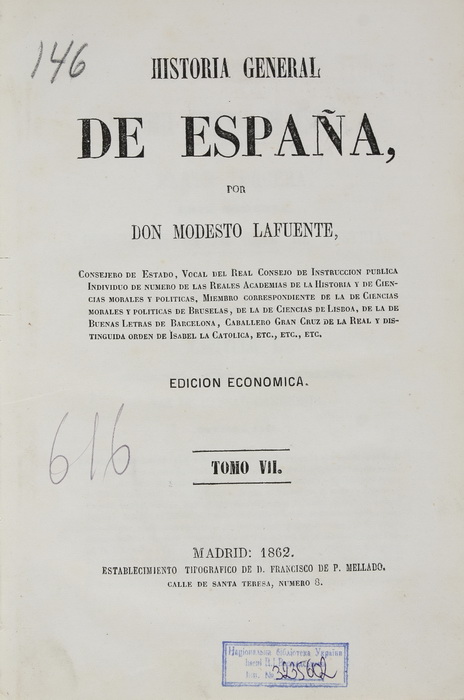 146
HISTORIA GENERAL
DE ESPAÑA,
POR
DON MODESTO LAFUENTE,
CONSEJERO DE ESTADO, VOCAL DEL REAL CONSEJO DE INSTRUCCION PUBLICA
INDIVIDUO DE NUMERO DE LAS REALES ACADEMIAS DE LA HISTORIA Y DE CIEN-
CIAS MORALES Y POLITICAS, MIEMBRO CORRESPONDIENTE DE LA DE CIENCIAS
MORALES Y POLITICAS DE BRUSELAS, DE LA DE CIENCIAS DE LISBOA, DE LA DE
BUENAS LETRAS DE BARCELONA, CABALLERO GRAN CRUZ DE LA REAL Y DIS-
TINGUIDA ORDEN DE ISABEL LA CATOLICA, ETC., ETC., ETC.
EDICION ECONOMICA.
616
TOMO VII.
MADRID: 1862.
ESTABLECIMIENTO TIPOGRAFICO DE D. FRANCISCO DE P. MELLADO.
CALLE DE SANTA TERESA, NUMERO 8.
Національна бібліотека України